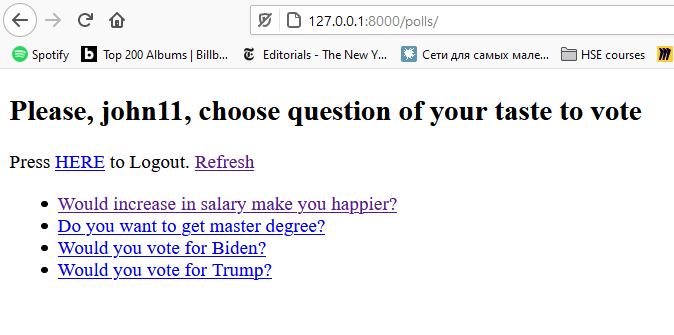 127.0.0.1:8000/polls/
Spotify b Top 200 Albums | Billb... Editorials - The New Y... Сети для самых мале... HSE courses
Please, john11, choose question of your taste to vote
Press HERE to Logout. Refresh
Would increase in salary make you happier?
Do you want to get master degree?
Would you vote for Biden?
Would you vote for Trump?